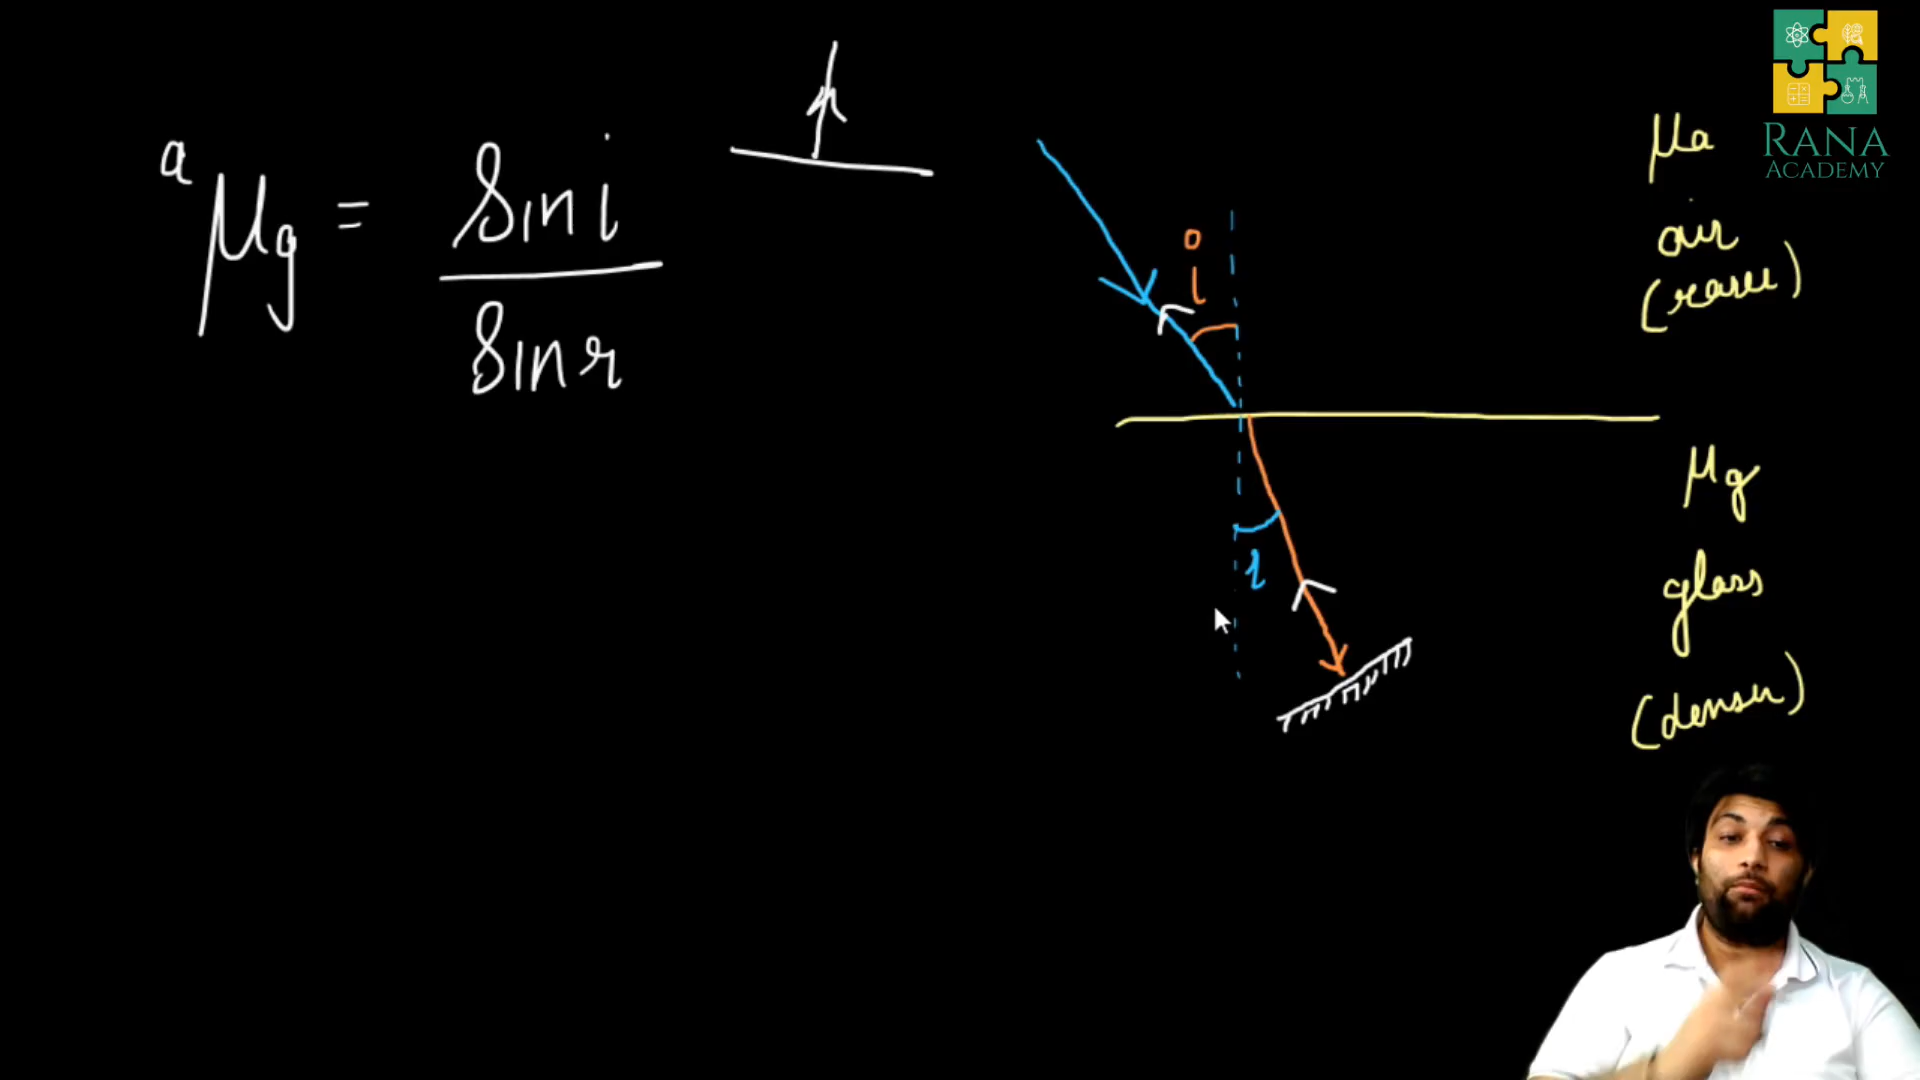 ᵃμg = sin i / sin r
i
r
μa
air
(rarer)
μg
glass
(denser)
RANA
ACADEMY